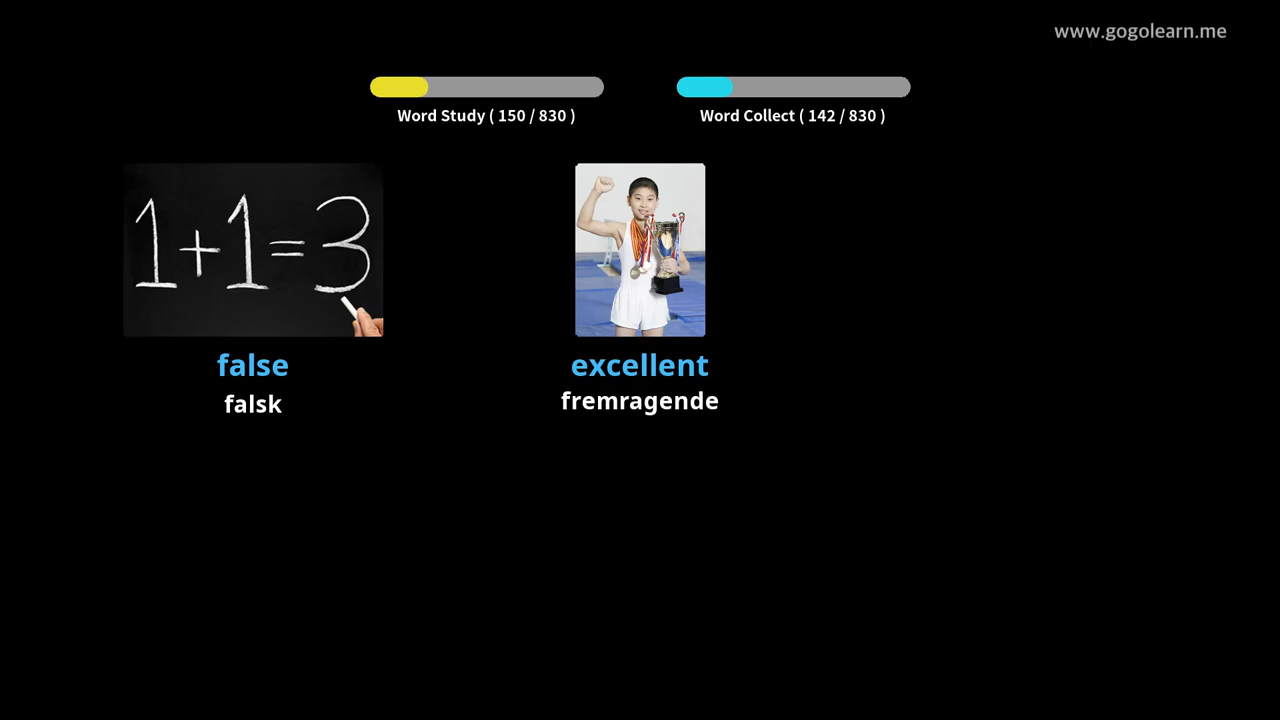 www.gogolearn.me
Word Study ( 150 / 830 )
Word Collect ( 142 / 830 )
1+1=3
false
falsk
excellent
fremragende